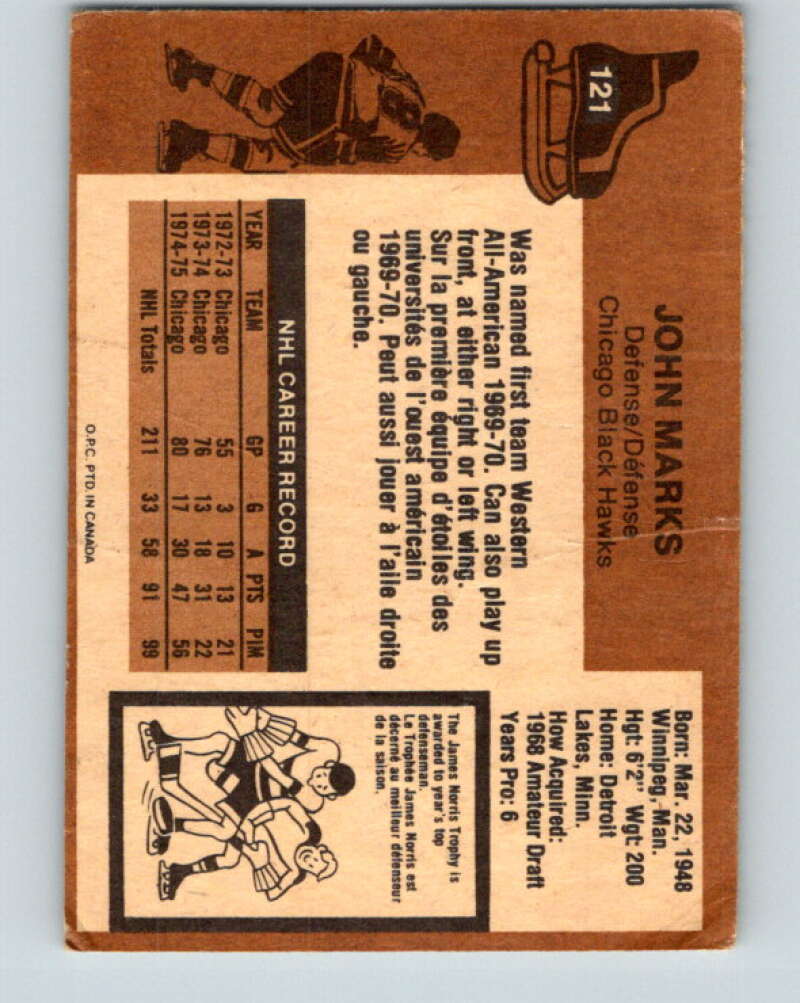 121
JOHN MARKS
Defense/Défense
Chicago Black Hawks
Born: Mar. 22, 1948
Winnipeg, Man.
Hgt: 6'2" Wgt: 200
Home: Detroit
Lakes, Minn.
How Acquired:
1968 Amateur Draft
Years Pro: 6
Was named first team Western
All-American 1969-70. Can also play up
front, at either right or left wing.
Sur la première équipe d'étoiles des
universités de l'ouest américain
1969-70. Peut aussi jouer à l'aile droite
ou gauche.
NHL CAREER RECORD
YEAR TEAM GP G A PTS PIM
1972-73 Chicago 55 3 10 13 21
1973-74 Chicago 76 13 18 31 22
1974-75 Chicago 80 17 30 47 56
NHL Totals 211 33 58 91 99
The James Norris Trophy is
awarded to year's top
defenseman.
Le Trophée James Norris est
décerné au meilleur défenseur
de la saison.
O.P.C. PTD. IN CANADA
8